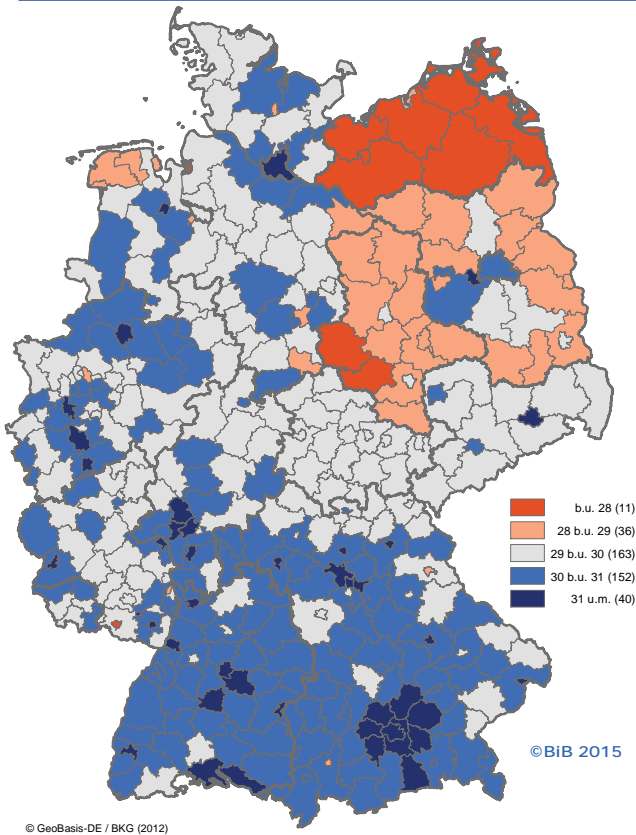 b.u. 28 (11)
28 b.u. 29 (36)
29 b.u. 30 (163)
30 b.u. 31 (152)
31 u.m. (40)
©BiB 2015
© GeoBasis-DE / BKG (2012)